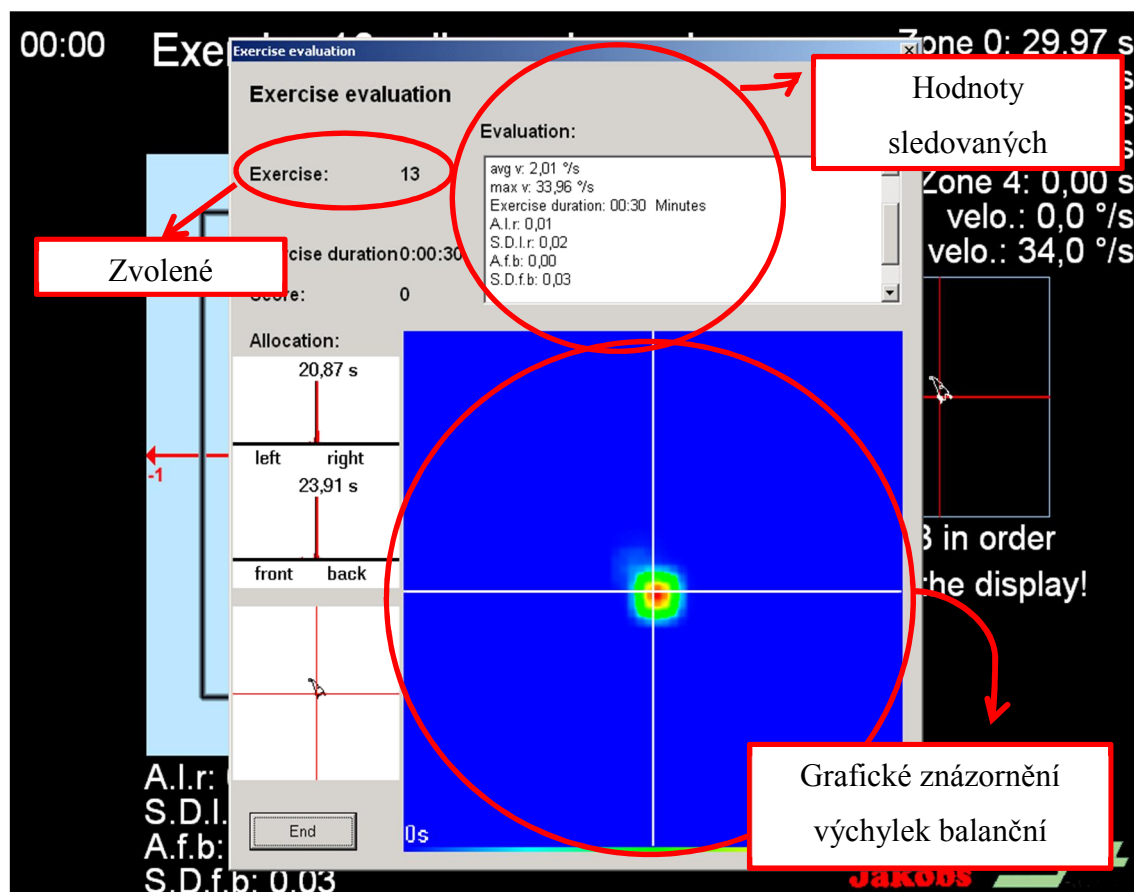 00:00
Exe
Zone 0: 29,97 s
Exercise evaluation
Exercise evaluation
Hodnoty
sledovaných
Evaluation:
Exercise: 13
avg v: 2,01 °/s
max v: 33,96 °/s
Exercise duration: 00:30 Minutes
A.l.r: 0,01
S.D.l.r: 0,02
A.f.b: 0,00
S.D.f.b: 0,03
Zone 4: 0,00 s
velo.: 0,0 °/s
velo.: 34,0 °/s
Zvolené
cise duration 0:00:30
Score: 0
Allocation:
20,87 s
left right
-1
23,91 s
front back
3 in order
the display!
Grafické znázornění
výchylek balanční
A.l.r:
S.D.l.
A.f.b:
S.D.f.b: 0,03
End
0s
Jakobs